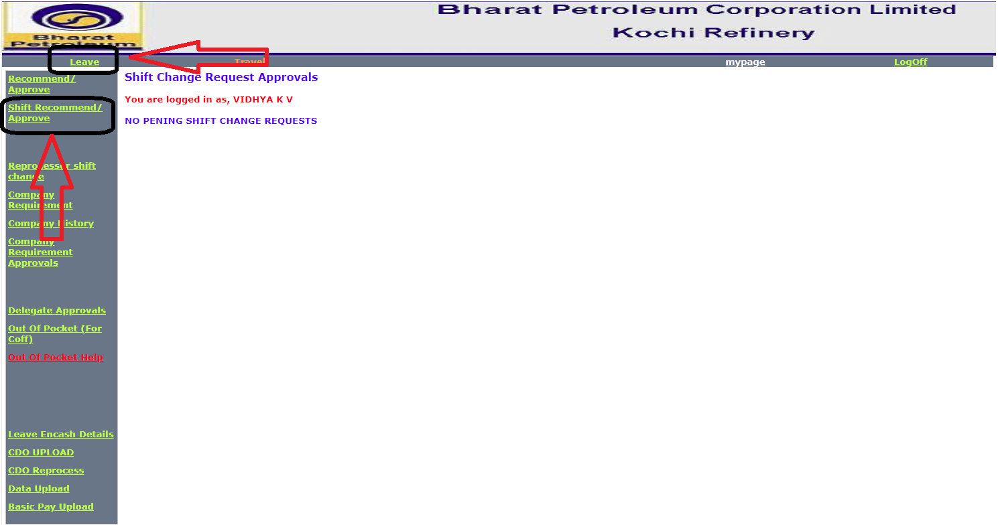 Bharat Petroleum Corporation Limited
Kochi Refinery
Bharat
Petroleum
Leave Travel mypage LogOff
Recommend/
Approve
Shift Recommend/
Approve
Reprocesser shift
change
Company
Requirement
Company History
Company
Requirement
Approvals
Delegate Approvals
Out Of Pocket (For
Coff)
Out Of Pocket Help
Leave Encash Details
CDO UPLOAD
CDO Reprocess
Data Upload
Basic Pay Upload
Shift Change Request Approvals
You are logged in as, VIDHYA K V
NO PENING SHIFT CHANGE REQUESTS